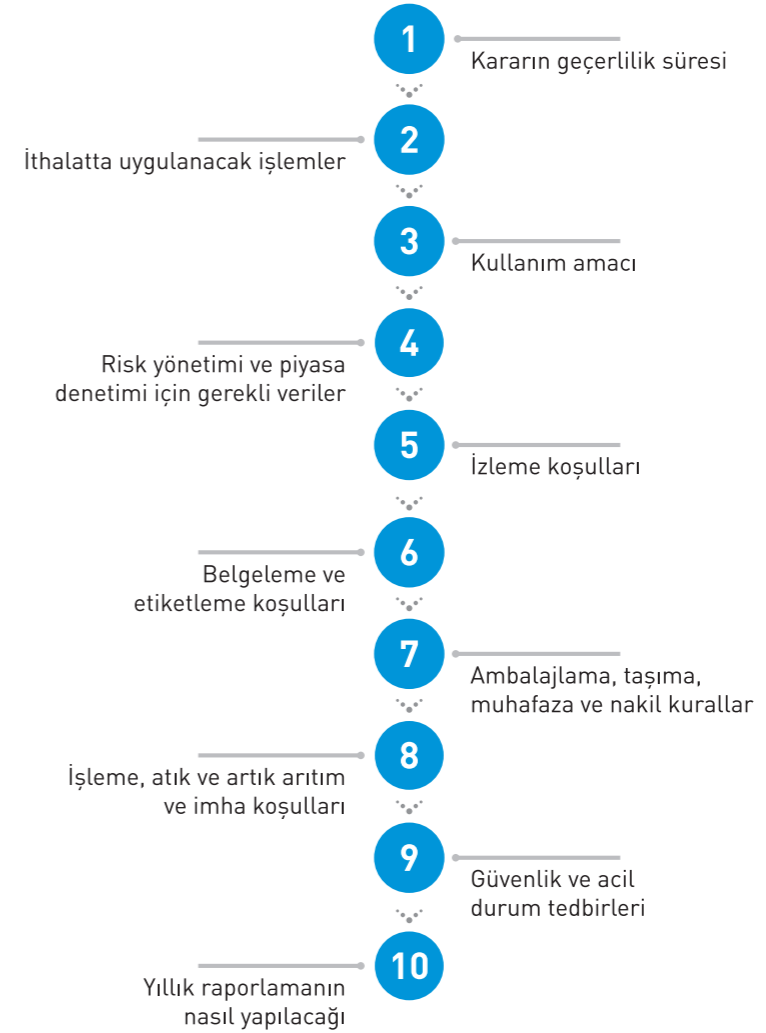 1
Kararın geçerlilik süresi
2
İthalatta uygulanacak işlemler
3
Kullanım amacı
4
Risk yönetimi ve piyasa
denetimi için gerekli veriler
5
İzleme koşulları
6
Belgeleme ve
etiketleme koşulları
7
Ambalajlama, taşıma,
muhafaza ve nakil kurallar
8
İşleme, atık ve artık arıtım
ve imha koşulları
9
Güvenlik ve acil
durum tedbirleri
10
Yıllık raporlamanın
nasıl yapılacağı